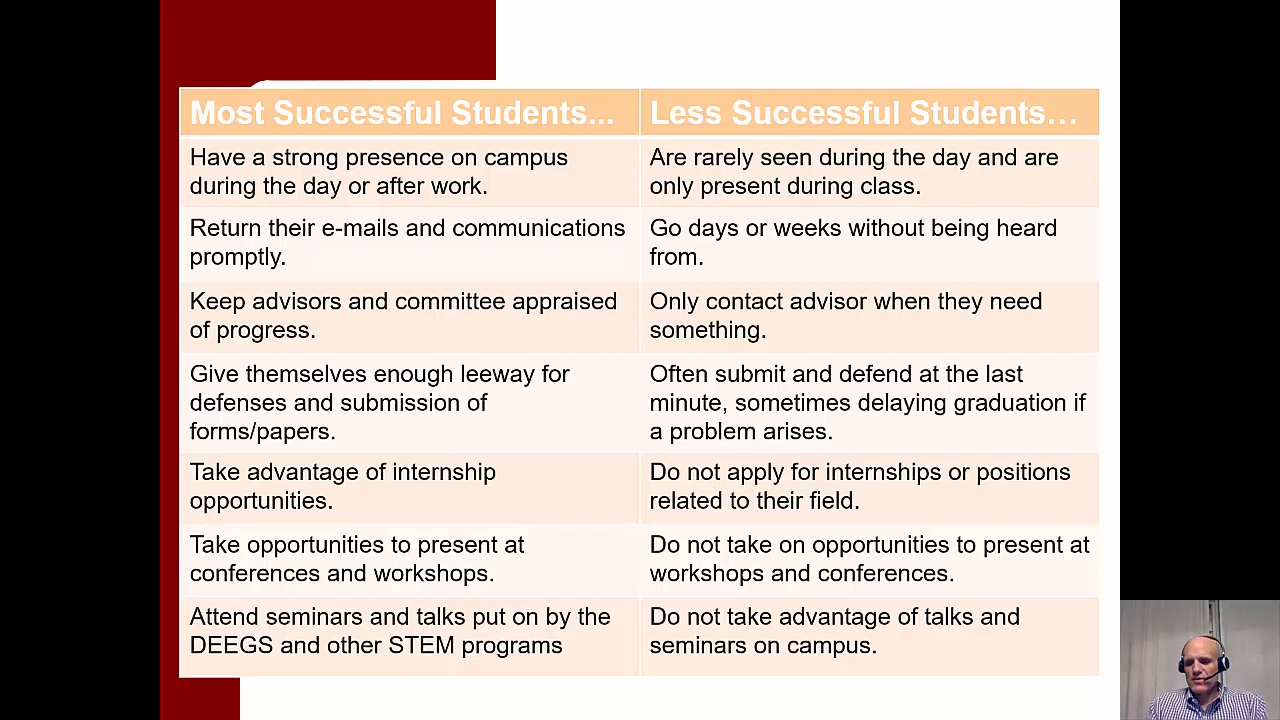 Most Successful Students...
Less Successful Students…
Have a strong presence on campus
during the day or after work.
Are rarely seen during the day and are
only present during class.
Return their e-mails and communications
promptly.
Go days or weeks without being heard
from.
Keep advisors and committee appraised
of progress.
Only contact advisor when they need
something.
Give themselves enough leeway for
defenses and submission of
forms/papers.
Often submit and defend at the last
minute, sometimes delaying graduation if
a problem arises.
Take advantage of internship
opportunities.
Do not apply for internships or positions
related to their field.
Take opportunities to present at
conferences and workshops.
Do not take on opportunities to present at
workshops and conferences.
Attend seminars and talks put on by the
DEEGS and other STEM programs
Do not take advantage of talks and
seminars on campus.